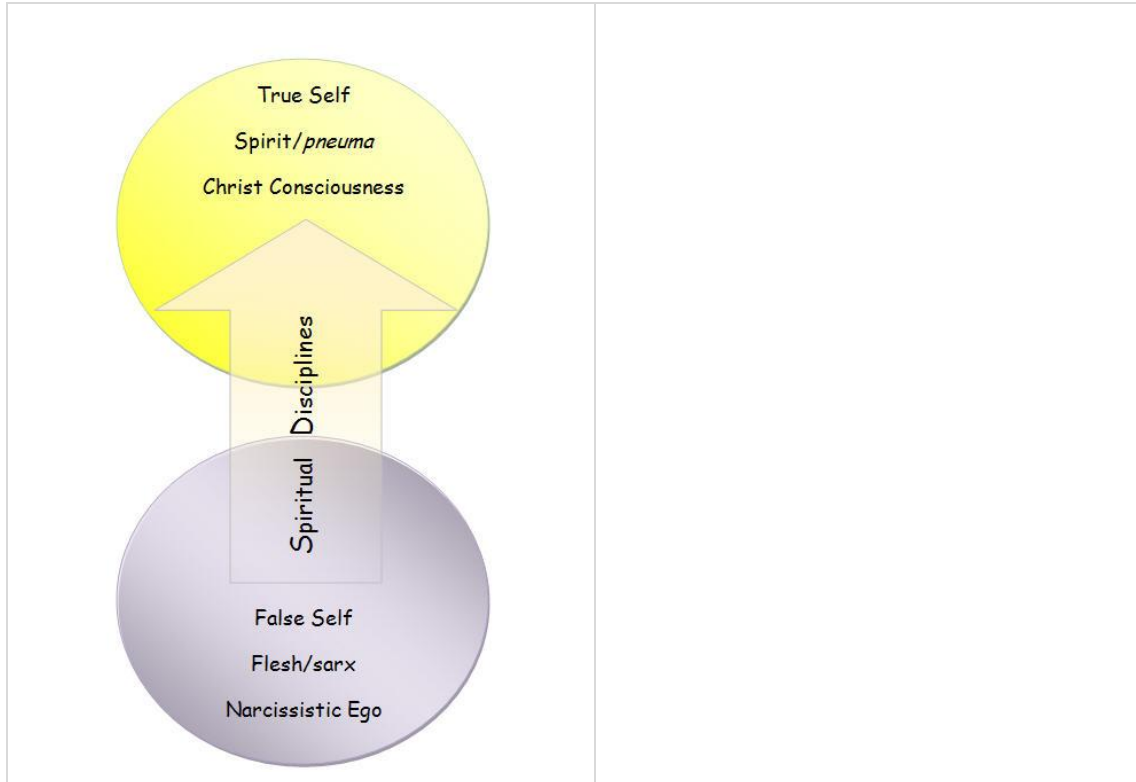 True Self
Spirit/pneuma
Christ Consciousness
Spiritual Disciplines
False Self
Flesh/sarx
Narcissistic Ego